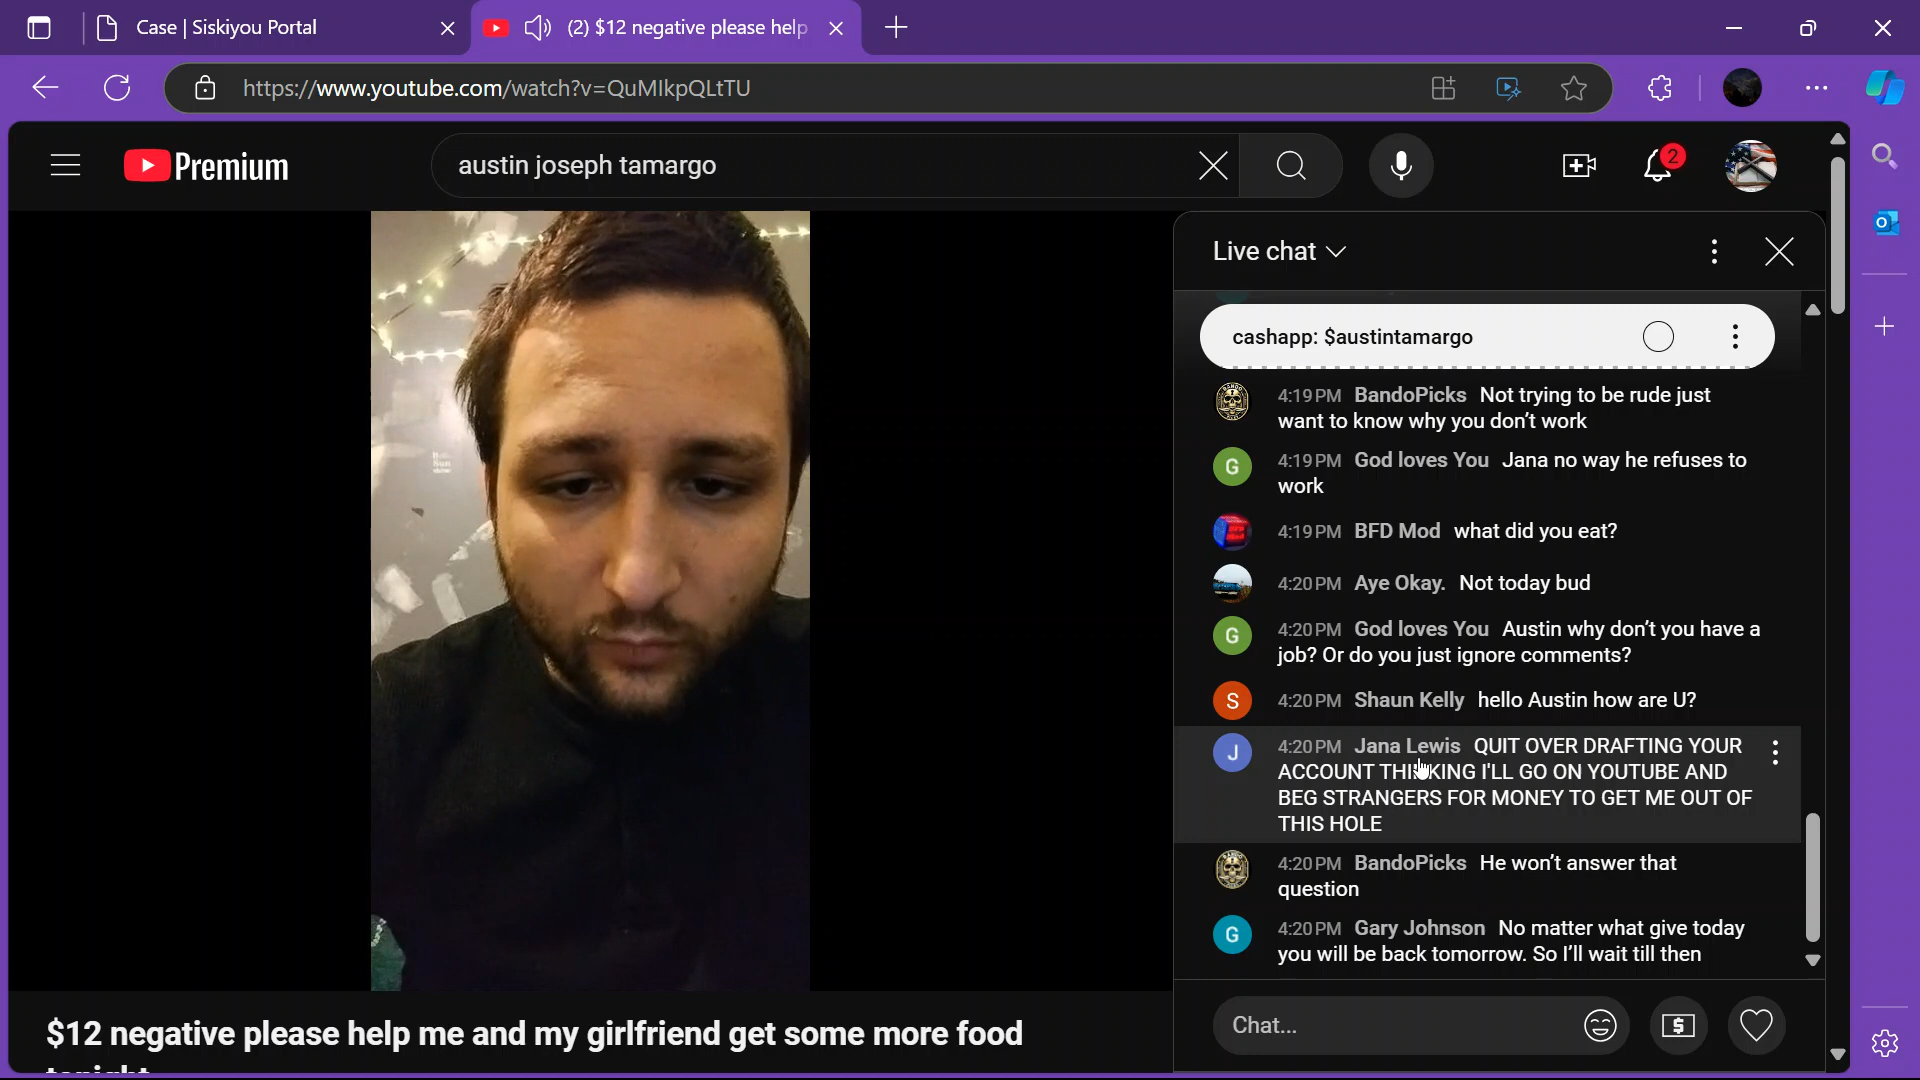 Case | Siskiyou Portal
(2) $12 negative please help
https://www.youtube.com/watch?v=QuMIkpQLtTU
Premium
austin joseph tamargo
2
Live chat
cashapp: $austintamargo
4:19 PM BandoPicks Not trying to be rude just
want to know why you don't work
G
4:19 PM God loves You Jana no way he refuses to
work
4:19 PM BFD Mod what did you eat?
4:20 PM Aye Okay. Not today bud
G
4:20 PM God loves You Austin why don't you have a
job? Or do you just ignore comments?
S
4:20 PM Shaun Kelly hello Austin how are U?
J
4:20 PM Jana Lewis QUIT OVER DRAFTING YOUR
ACCOUNT THINKING I'LL GO ON YOUTUBE AND
BEG STRANGERS FOR MONEY TO GET ME OUT OF
THIS HOLE
4:20 PM BandoPicks He won't answer that
question
G
4:20 PM Gary Johnson No matter what give today
you will be back tomorrow. So I'll wait till then
Chat...
$12 negative please help me and my girlfriend get some more food